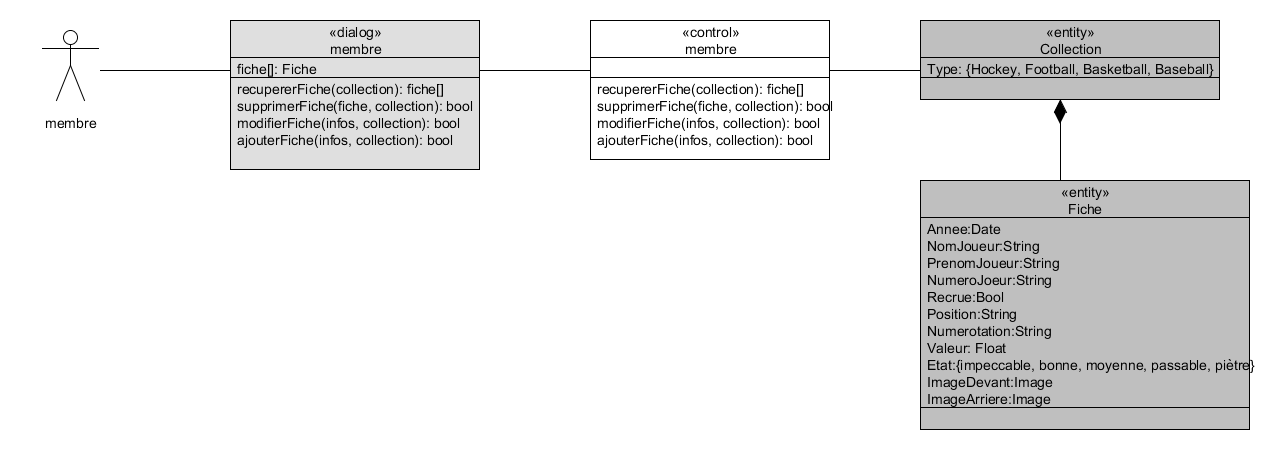 membre
«dialog»
membre
fiche[]: Fiche
recupererFiche(collection): fiche[]
supprimerFiche(fiche, collection): bool
modifierFiche(infos, collection): bool
ajouterFiche(infos, collection): bool
«control»
membre
recupererFiche(collection): fiche[]
supprimerFiche(fiche, collection): bool
modifierFiche(infos, collection): bool
ajouterFiche(infos, collection): bool
«entity»
Collection
Type: {Hockey, Football, Basketball, Baseball}
«entity»
Fiche
Annee:Date
NomJoueur:String
PrenomJoueur:String
NumeroJoeur:String
Recrue:Bool
Position:String
Numerotation:String
Valeur: Float
Etat:{impeccable, bonne, moyenne, passable, piètre}
ImageDevant:Image
ImageArriere:Image